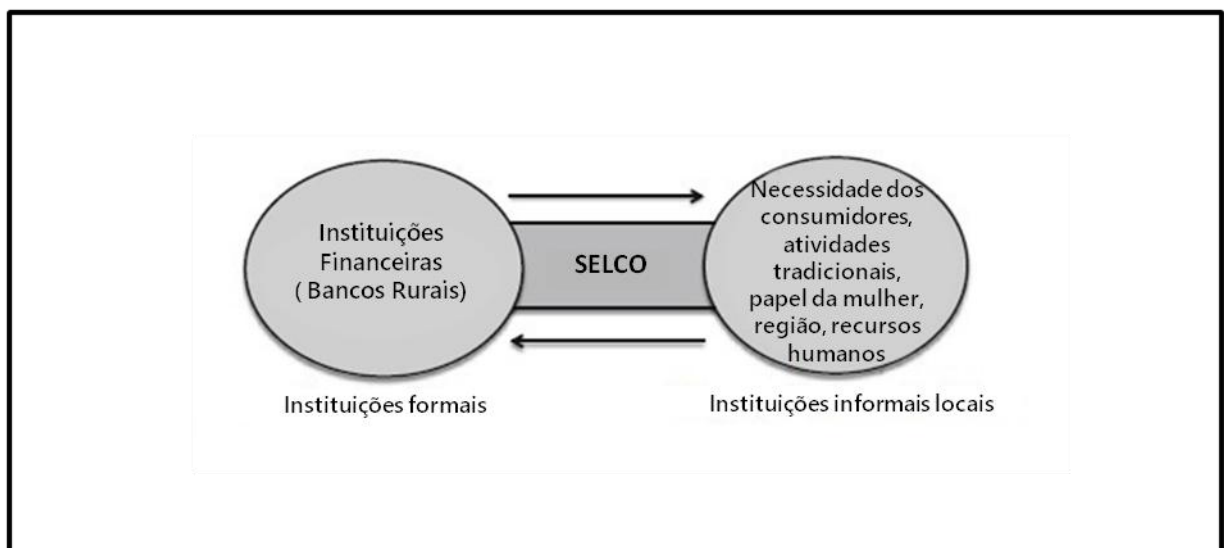 Instituições
Financeiras
( Bancos Rurais)
SELCO
Necessidade dos
consumidores,
atividades
tradicionais,
papel da mulher,
região, recursos
humanos
Instituições formais
Instituições informais locais